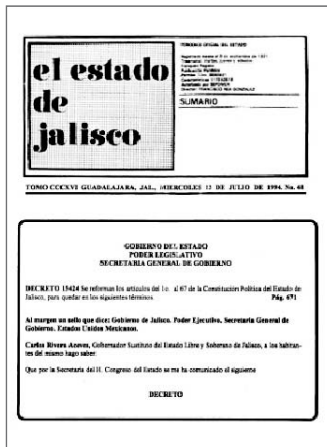 el estado
de
jalisco
PERIODICO OFICIAL DEL ESTADO
SUMARIO
TOMO CCCXVI GUADALAJARA, JAL., MIERCOLES 13 DE JULIO DE 1994. No. 48
GOBIERNO DEL ESTADO
PODER LEGISLATIVO
SECRETARIA GENERAL DE GOBIERNO
DECRETO 15424 Se reforman los artículos del 1o. al 67 de la Constitución Política del Estado de
Jalisco, para quedar en los siguientes términos Pág. 671
Al margen un sello que dice: Gobierno de Jalisco. Poder Ejecutivo. Secretaría General de
Gobierno. Estados Unidos Mexicanos.
Carlos Rivera Aceves, Gobernador Sustituto del Estado Libre y Soberano de Jalisco, a los habitan-
tes del mismo hago saber
Que por la Secretaría del H. Congreso del Estado se me ha comunicado el siguiente
DECRETO